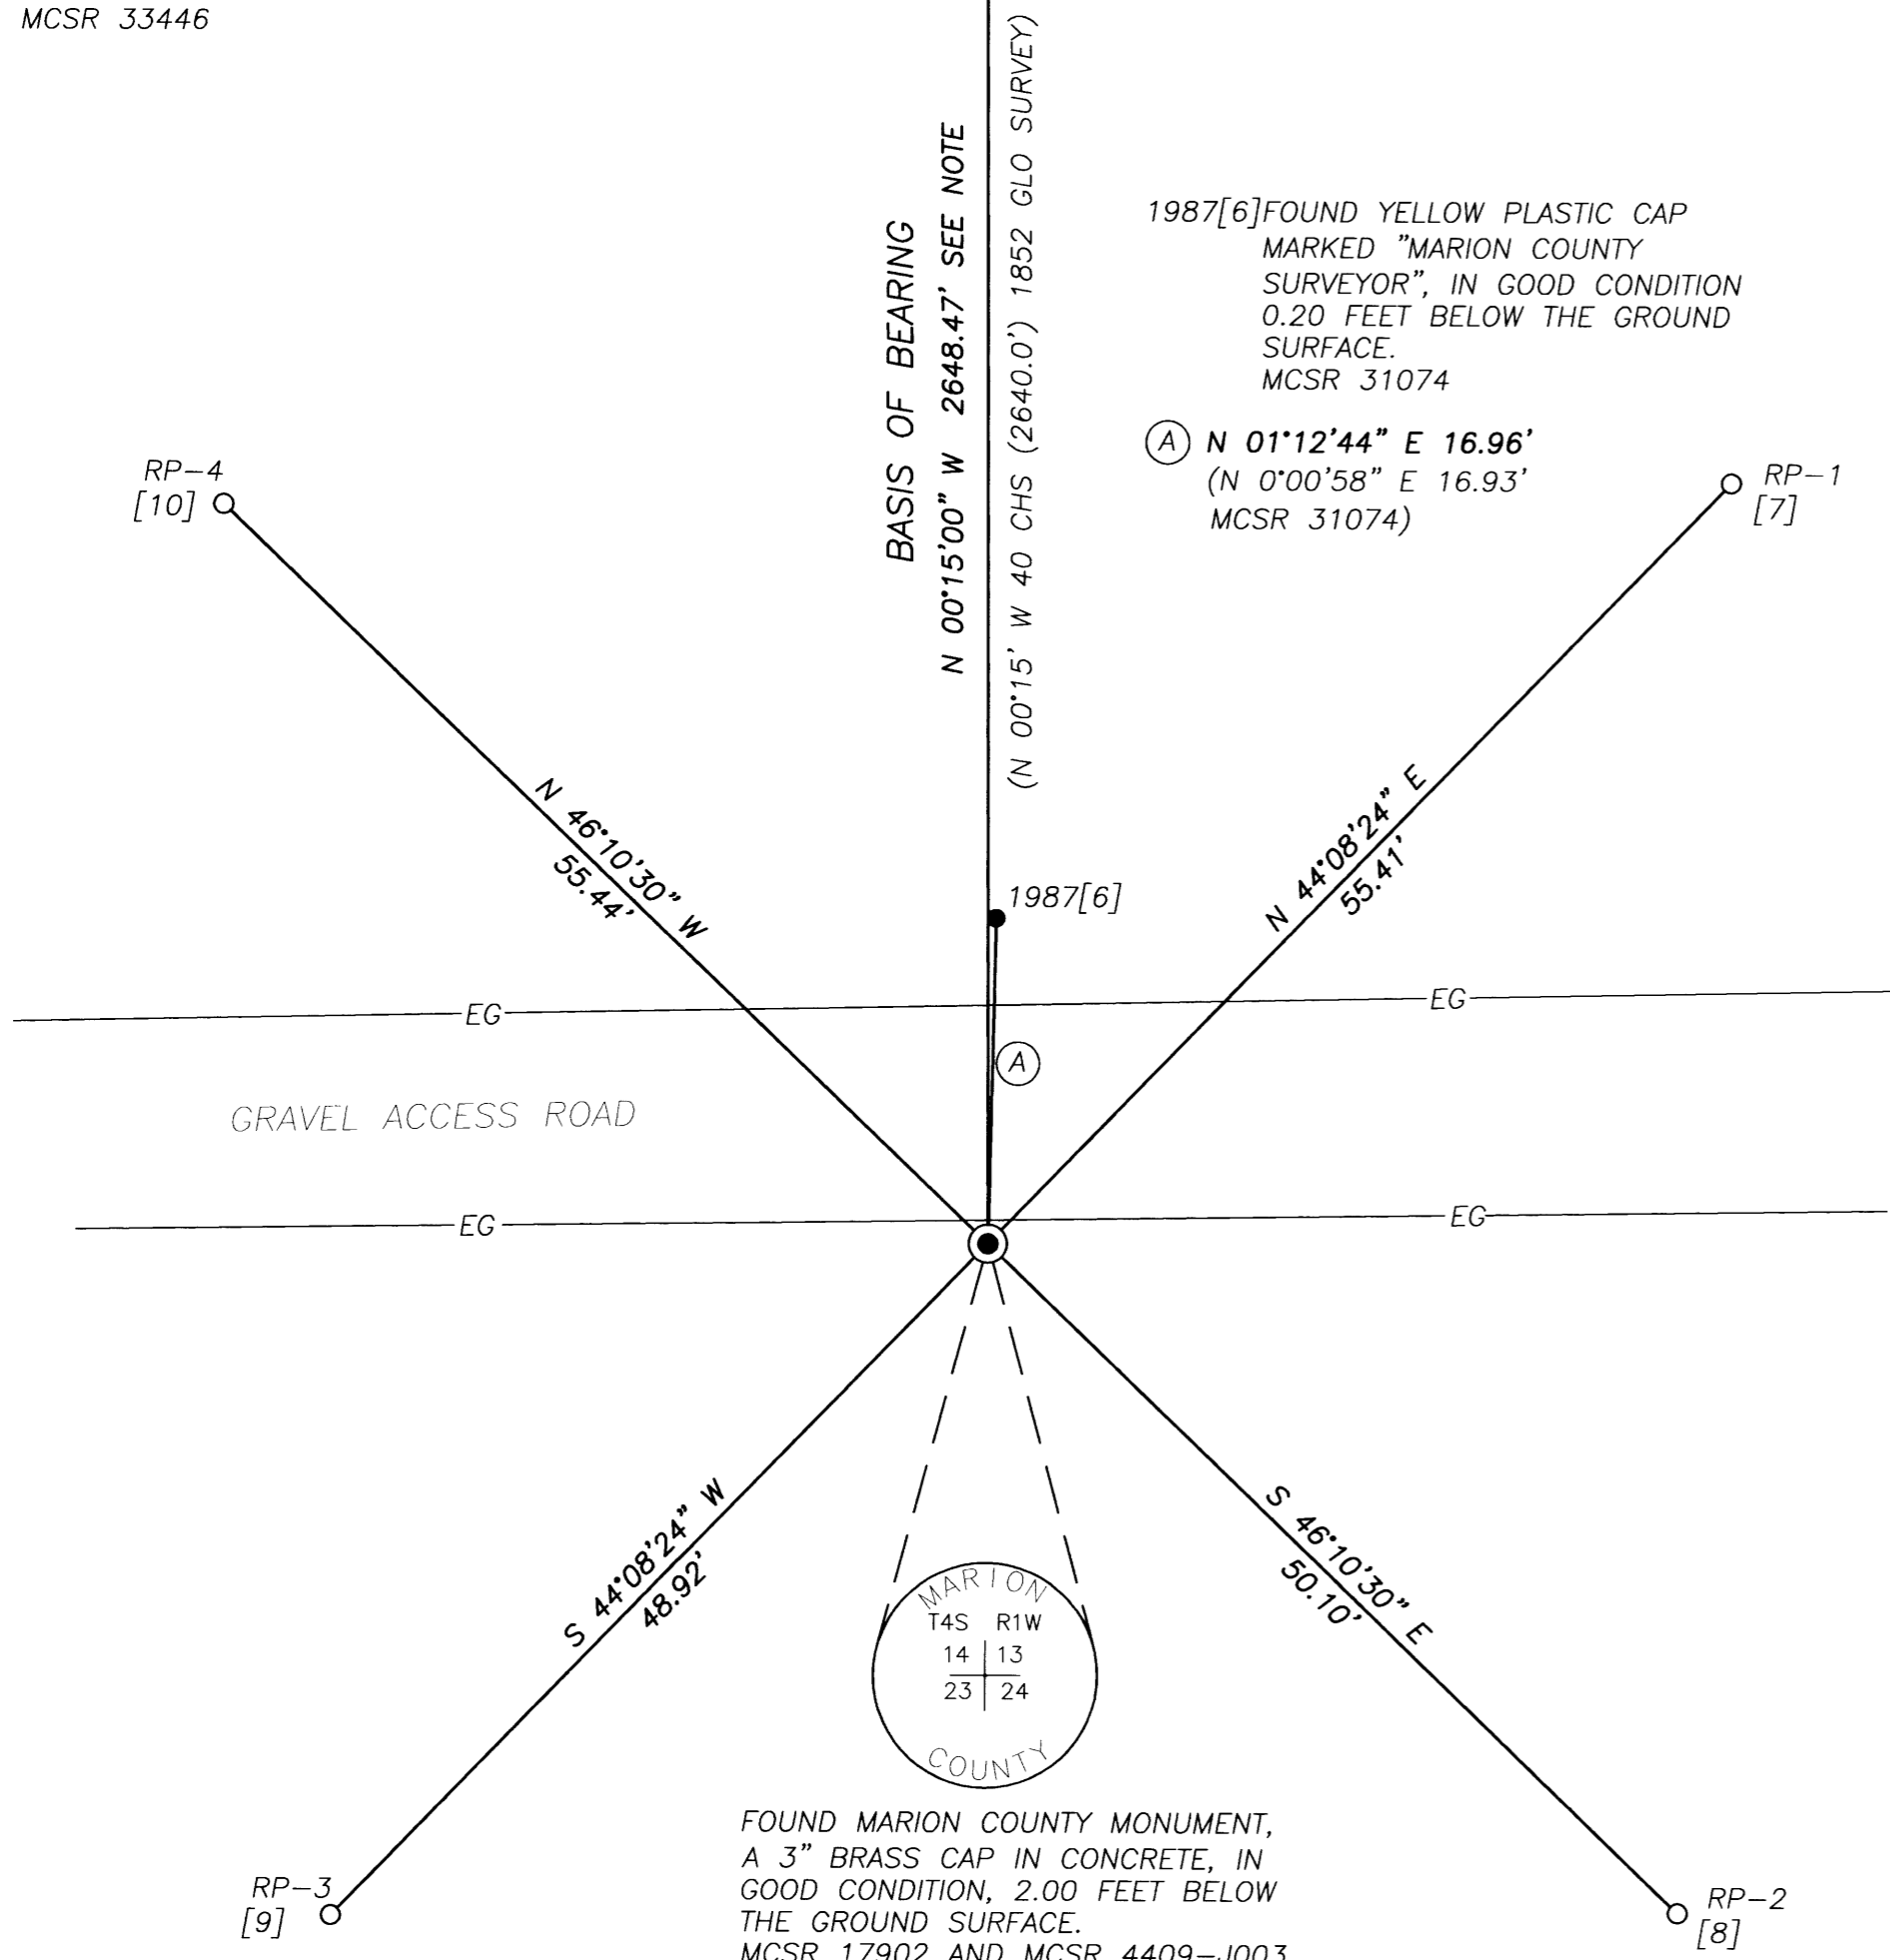 MCSR 33446
BASIS OF BEARING
N 00°15'00" W 2648.47' SEE NOTE
(N 00°15' W 40 CHS (2640.0') 1852 GLO SURVEY)
1987[6]FOUND YELLOW PLASTIC CAP
MARKED "MARION COUNTY
SURVEYOR", IN GOOD CONDITION
0.20 FEET BELOW THE GROUND
SURFACE.
MCSR 31074
A N 01°12'44" E 16.96'
(N 0°00'58" E 16.93'
MCSR 31074)
RP-4
[10]
RP-1
[7]
N 46°10'30" W
55.44'
N 44°08'24" E
55.41'
1987[6]
EG
EG
A
GRAVEL ACCESS ROAD
EG
EG
S 44°08'24" W
48.92'
S 46°10'30" E
50.10'
MARION
T4S R1W
14 13
23 24
COUNTY
RP-3
[9]
RP-2
[8]
FOUND MARION COUNTY MONUMENT,
A 3" BRASS CAP IN CONCRETE, IN
GOOD CONDITION, 2.00 FEET BELOW
THE GROUND SURFACE.
MCSR 17902 AND MCSR 4409-J003